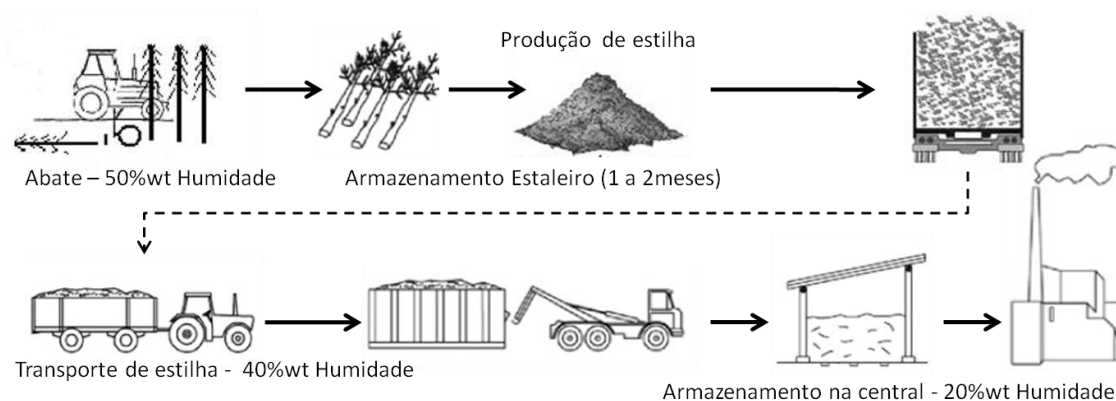 Produção de estilha
Abate – 50%wt Humidade
Armazenamento Estaleiro (1 a 2meses)
Transporte de estilha - 40%wt Humidade
Armazenamento na central - 20%wt Humidade